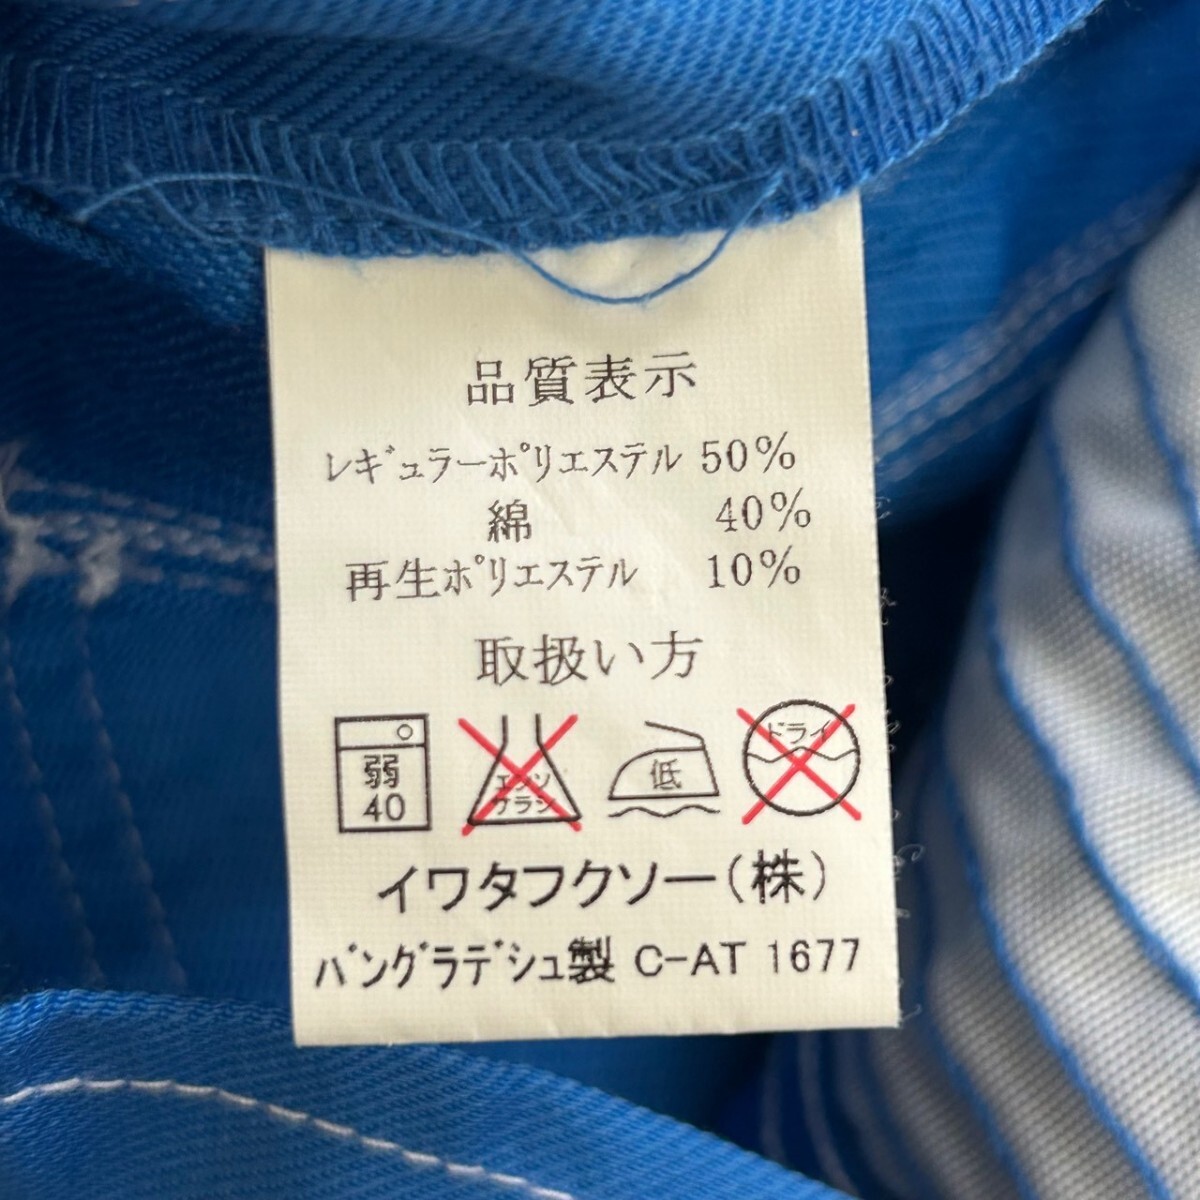 品質表示
レギュラーポリエステル 50%
綿 40%
再生ポリエステル 10%
取扱い方
弱
40
エンソ
サラシ
低
ドライ
イワタフクソー(株)
バングラデシュ製 C-AT 1677